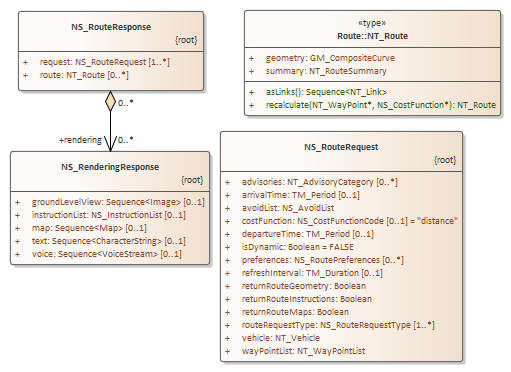 NS_RouteResponse
{root}
+ request: NS_RouteRequest [1..*]
+ route: NT_Route [0..*]
0..*
+rendering
0..*
NS_RenderingResponse
{root}
+ groundLevelView: Sequence<Image> [0..1]
+ instructionList: NS_InstructionList [0..1]
+ map: Sequence<Map> [0..1]
+ text: Sequence<CharacterString> [0..1]
+ voice: Sequence<VoiceStream> [0..1]
«type»
Route::NT_Route
+ geometry: GM_CompositeCurve
+ summary: NT_RouteSummary
+ asLinks(): Sequence<NT_Link>
+ recalculate(NT_WayPoint*, NS_CostFunction*): NT_Route
NS_RouteRequest
{root}
+ advisories: NT_AdvisoryCategory [0..*]
+ arrivalTime: TM_Period [0..1]
+ avoidList: NS_AvoidList
+ costFunction: NS_CostFunctionCode [0..1] = "distance"
+ departureTime: TM_Period [0..1]
+ isDynamic: Boolean = FALSE
+ preferences: NS_RoutePreferences [0..*]
+ refreshInterval: TM_Duration [0..1]
+ returnRouteGeometry: Boolean
+ returnRouteInstructions: Boolean
+ returnRouteMaps: Boolean
+ routeRequestType: NS_RouteRequestType [1..*]
+ vehicle: NT_Vehicle
+ wayPointList: NT_WayPointList